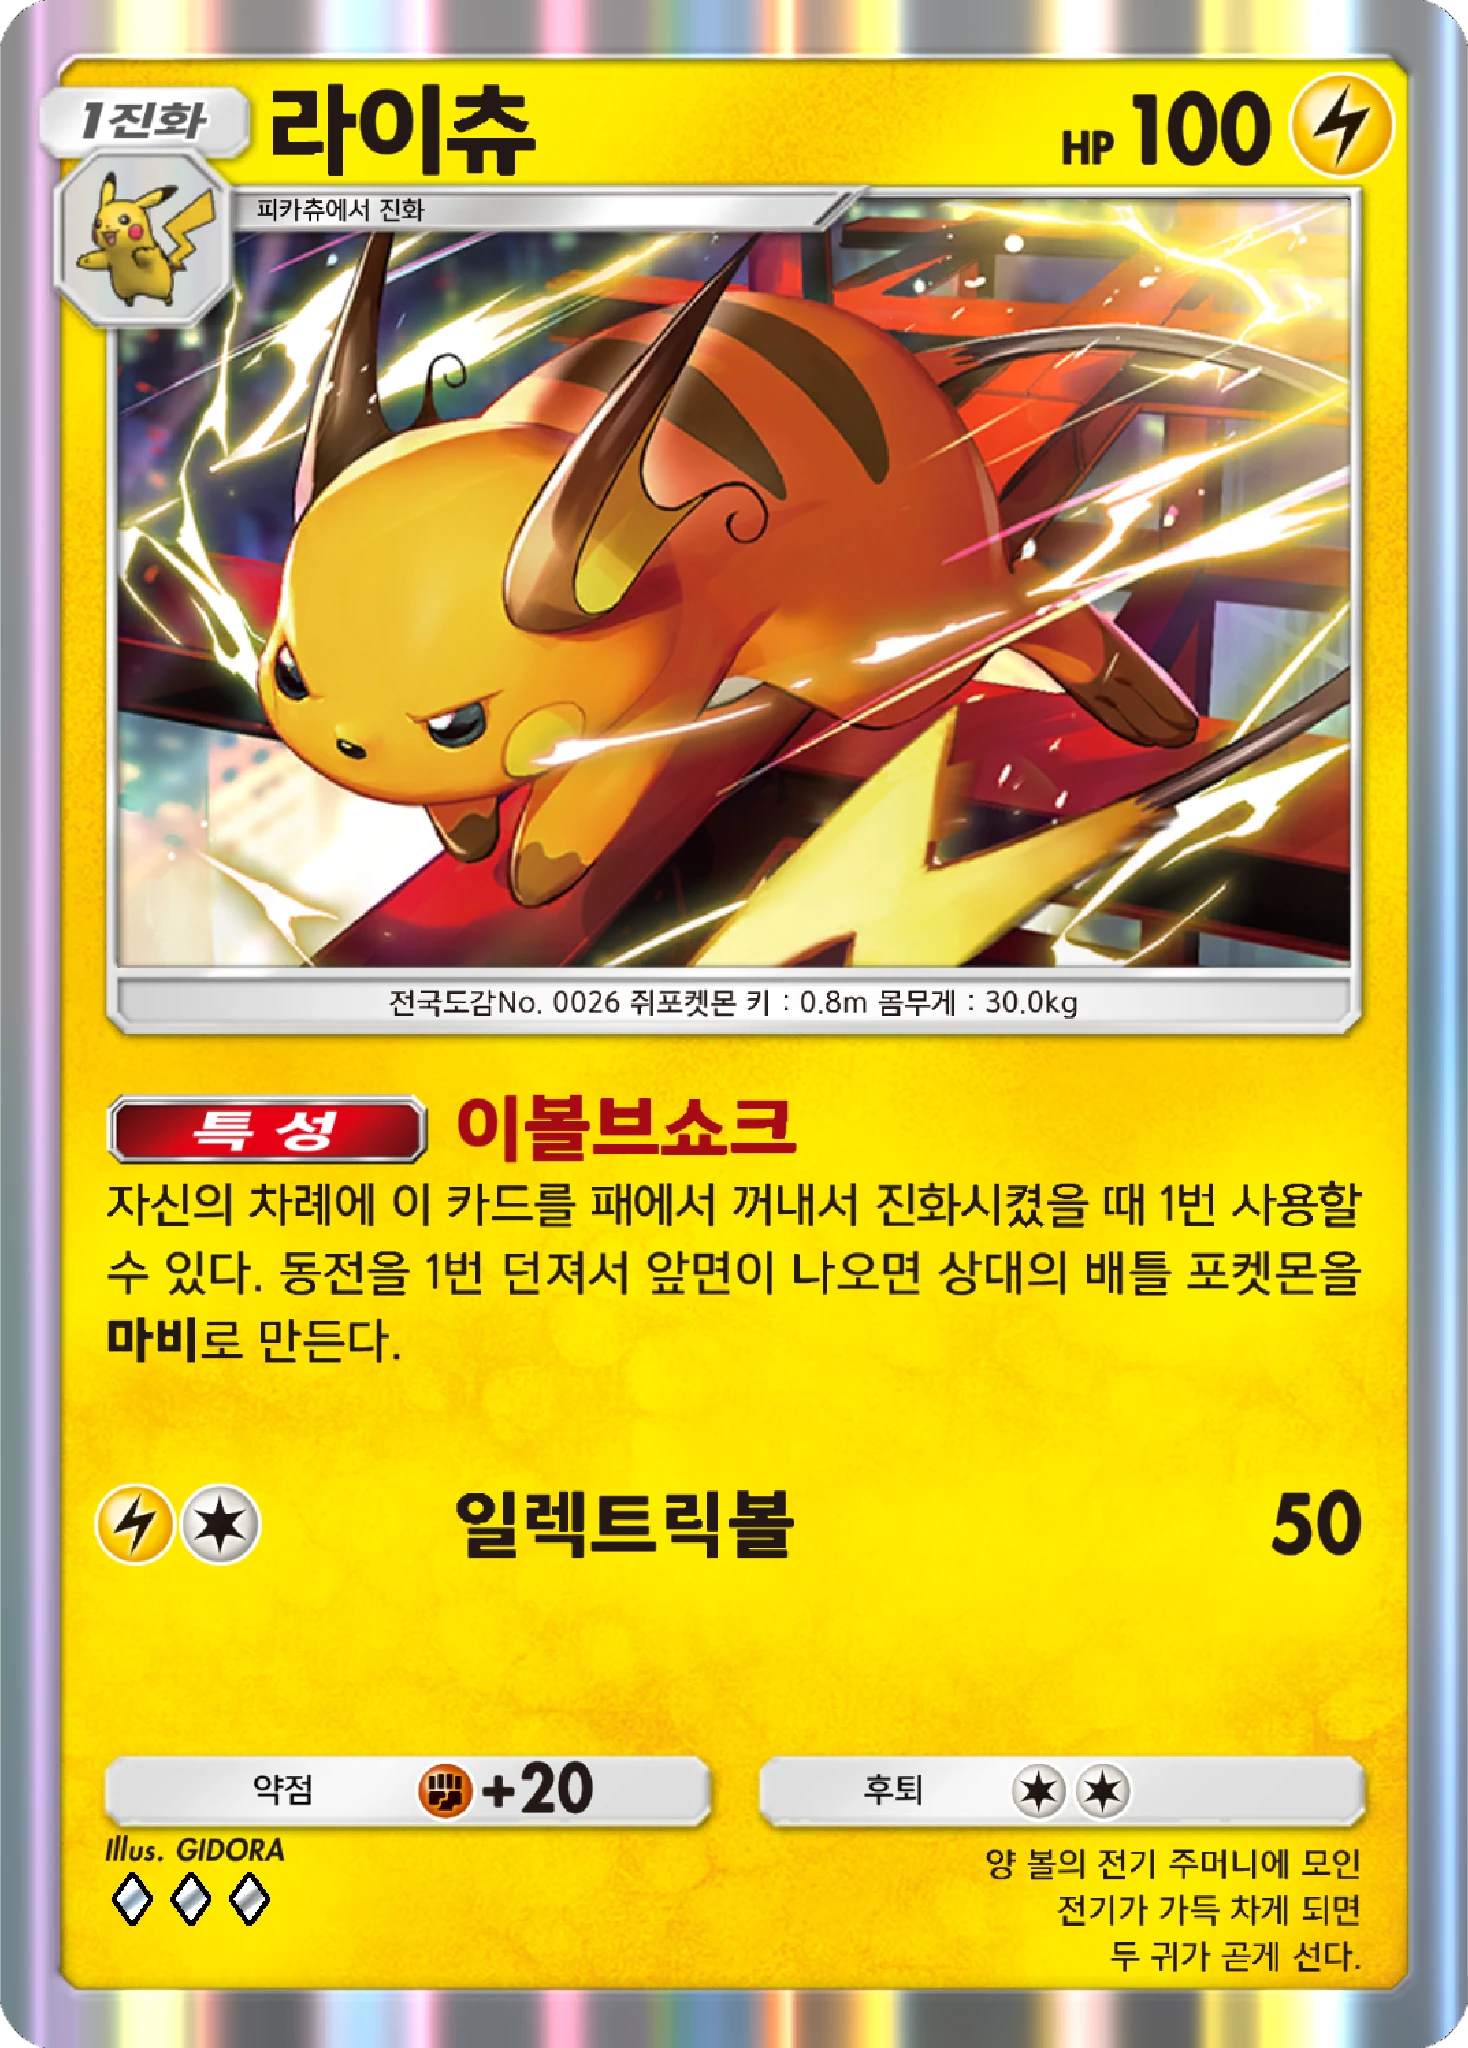 1진화
라이츄
HP 100
피카츄에서 진화
전국도감No. 0026 쥐포켓몬 키 : 0.8m 몸무게 : 30.0kg
특성 이볼브쇼크
자신의 차례에 이 카드를 패에서 꺼내서 진화시켰을 때 1번 사용할
수 있다. 동전을 1번 던져서 앞면이 나오면 상대의 배틀 포켓몬을
마비로 만든다.
일렉트릭볼 50
약점 +20
후퇴
Illus. GIDORA
양 볼의 전기 주머니에 모인
전기가 가득 차게 되면
두 귀가 곧게 선다.